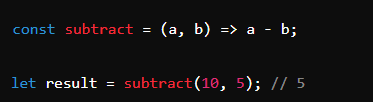 const subtract = (a, b) => a - b;
let result = subtract(10, 5); // 5